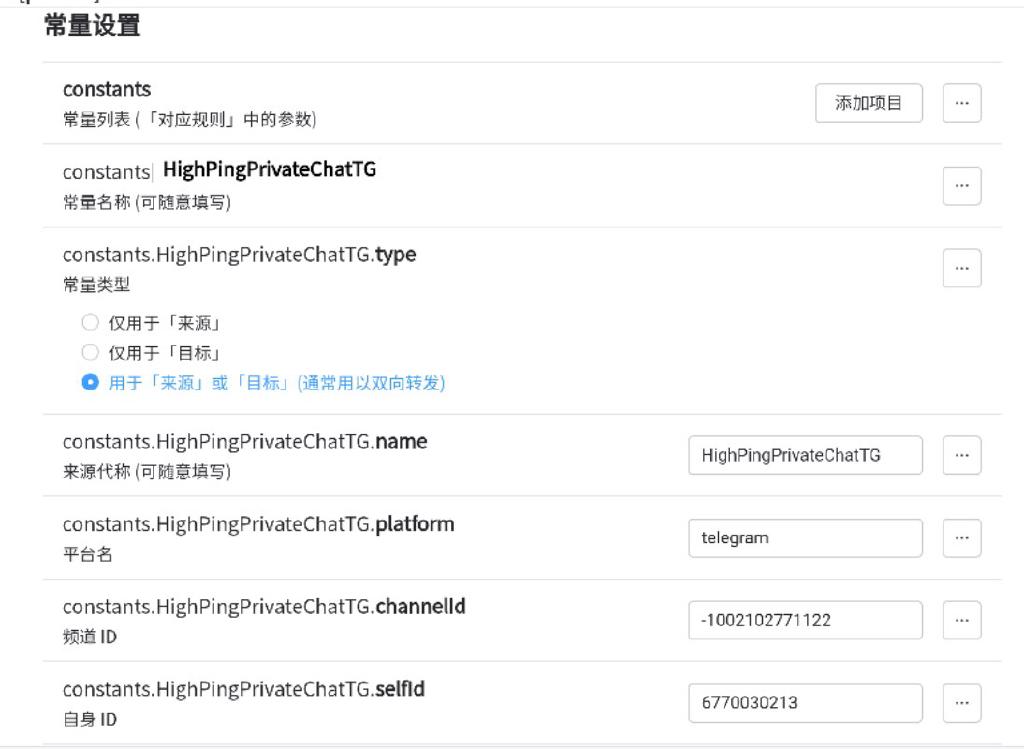 常量设置
constants
常量列表 (「对应规则」中的参数)
添加项目
...
constants| HighPingPrivateChatTG
常量名称 (可随意填写)
...
constants.HighPingPrivateChatTG.type
常量类型
...
仅用于「来源」
仅用于「目标」
用于「来源」或「目标」(通常用以双向转发)
constants.HighPingPrivateChatTG.name
来源代称 (可随意填写)
HighPingPrivateChatTG
...
constants.HighPingPrivateChatTG.platform
平台名
telegram
...
constants.HighPingPrivateChatTG.channelId
频道 ID
-1002102771122
...
constants.HighPingPrivateChatTG.selfId
自身 ID
6770030213
...